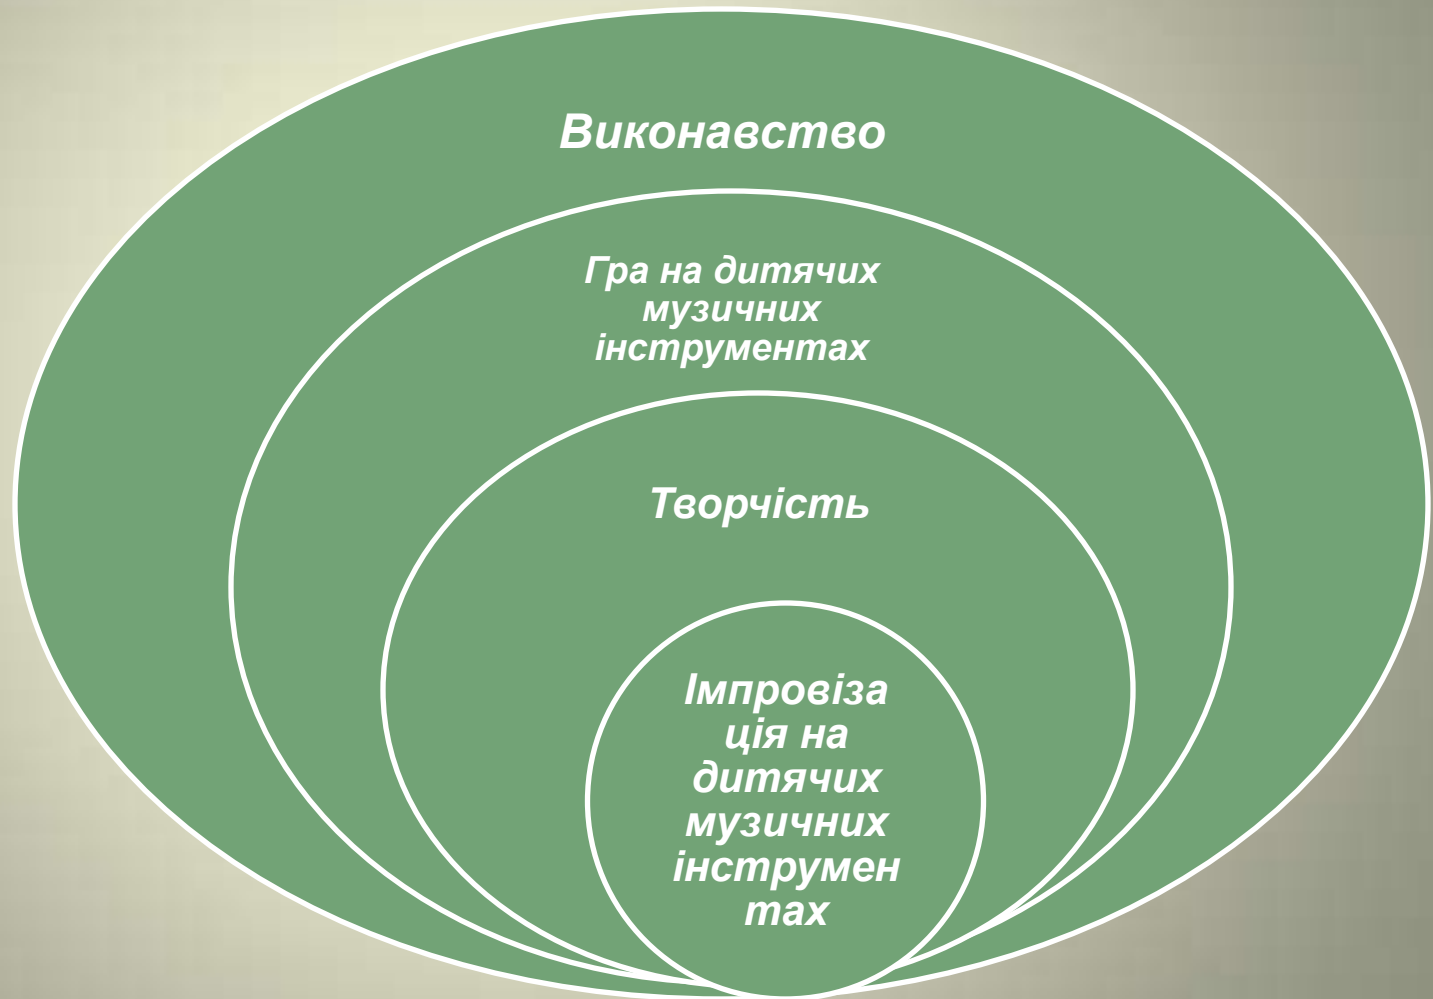 Виконавство
Гра на дитячих
музичних
інструментах
Творчість
Імпровіза
ція на
дитячих
музичних
інструмен
тах